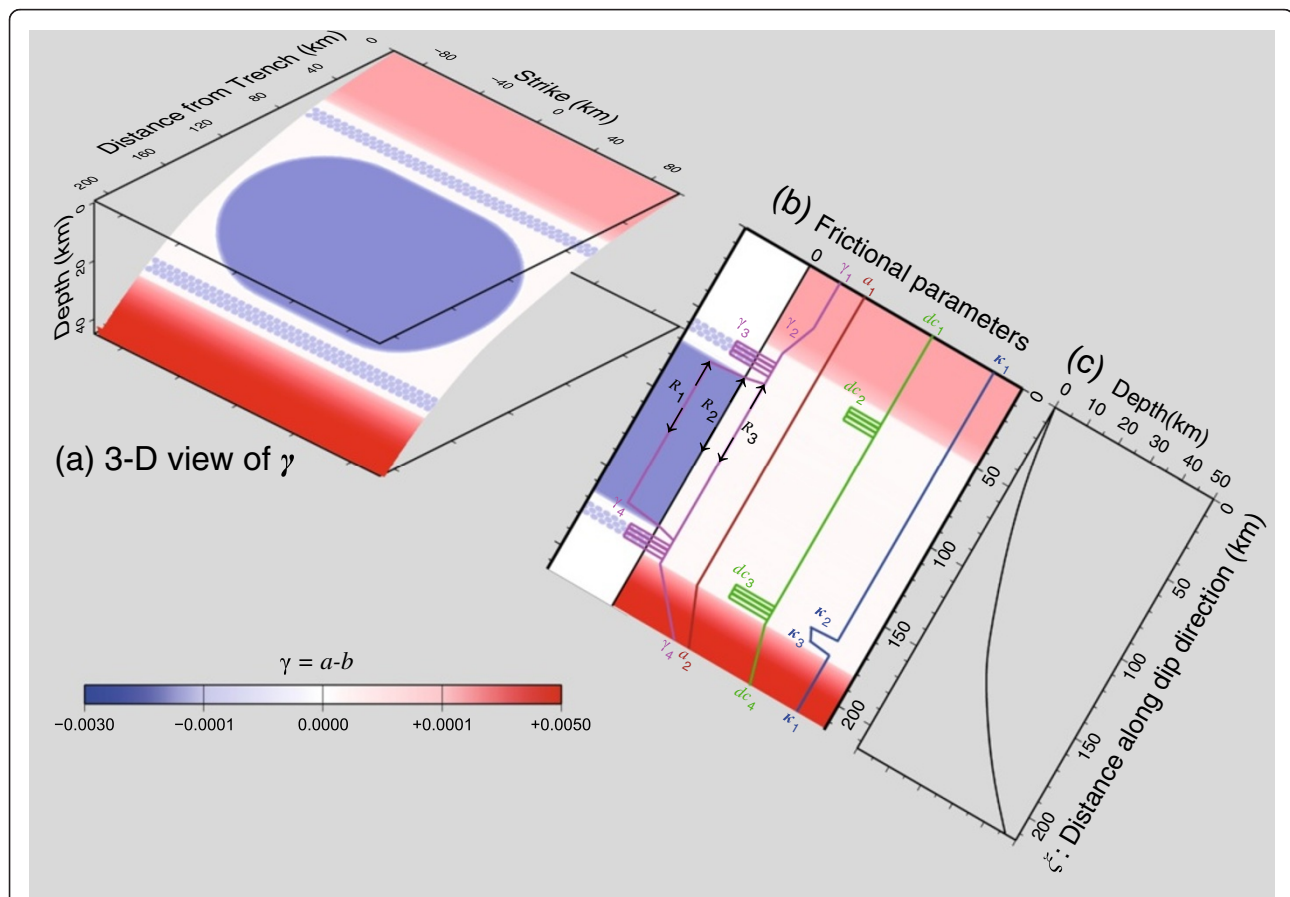 Distance from Trench (km)
0
40
80
120
160
200
Strike (km)
−80
−40
0
40
80
Depth (km)
0
20
40
(a) 3-D view of γ
γ = a-b
−0.0030
−0.0001
0.0000
+0.0001
+0.0050
(b) Frictional parameters
0
γ1
a1
dc1
κ1
γ2
γ3
dc2
R1
R2
R3
γ4
dc3
κ2
κ3
γ4
a2
dc4
κ1
0
50
100
150
200
(c)
Depth(km)
0
10
20
30
40
50
0
50
100
150
200
ξ: Distance along dip direction (km)